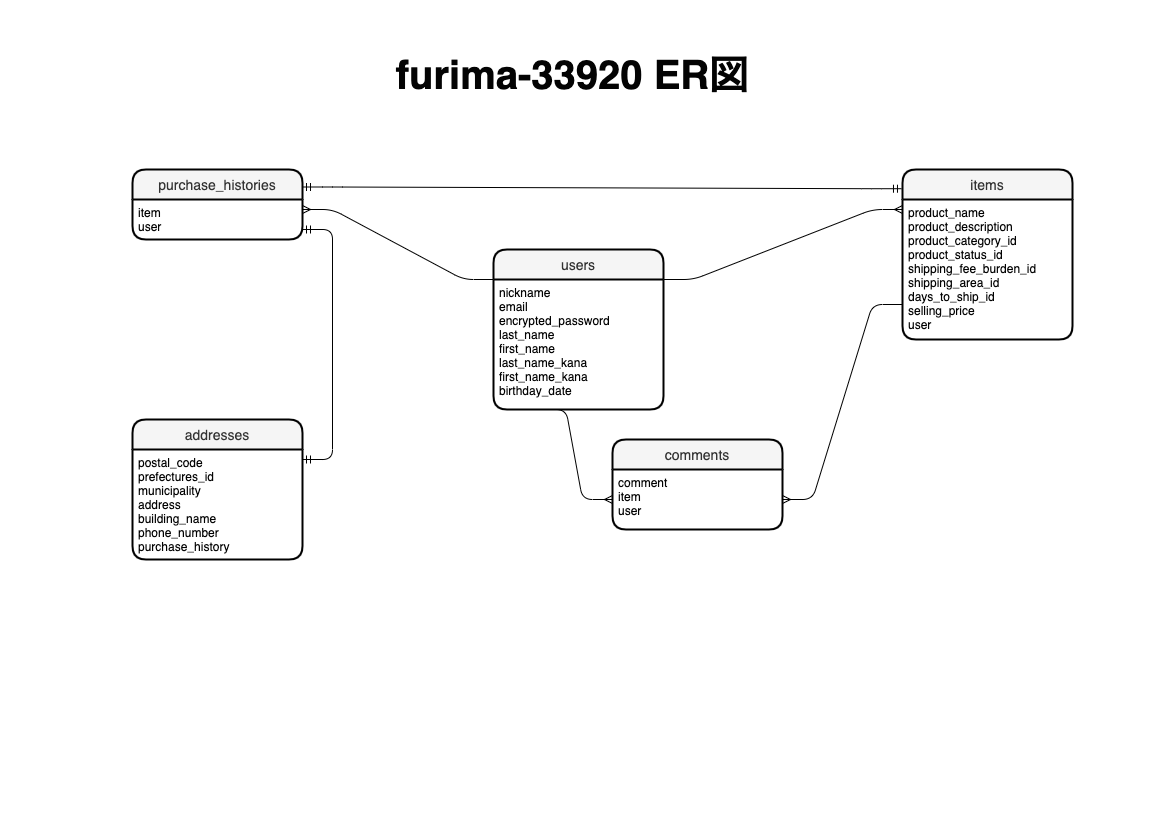 furima-33920 ER図
purchase_histories
item
user
items
product_name
product_description
product_category_id
product_status_id
shipping_fee_burden_id
shipping_area_id
days_to_ship_id
selling_price
user
users
nickname
email
encrypted_password
last_name
first_name
last_name_kana
first_name_kana
birthday_date
addresses
postal_code
prefectures_id
municipality
address
building_name
phone_number
purchase_history
comments
comment
item
user